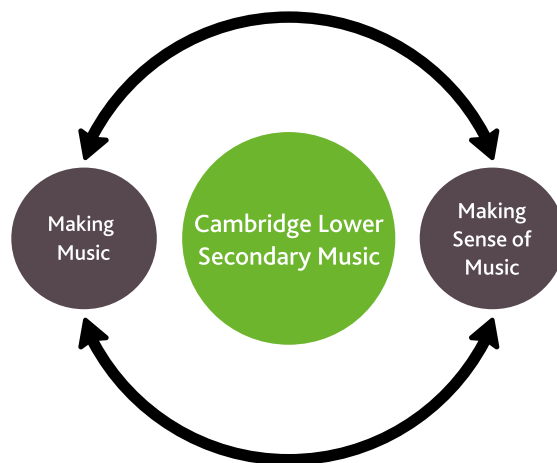 Making
Music
Cambridge Lower
Secondary Music
Making
Sense of
Music